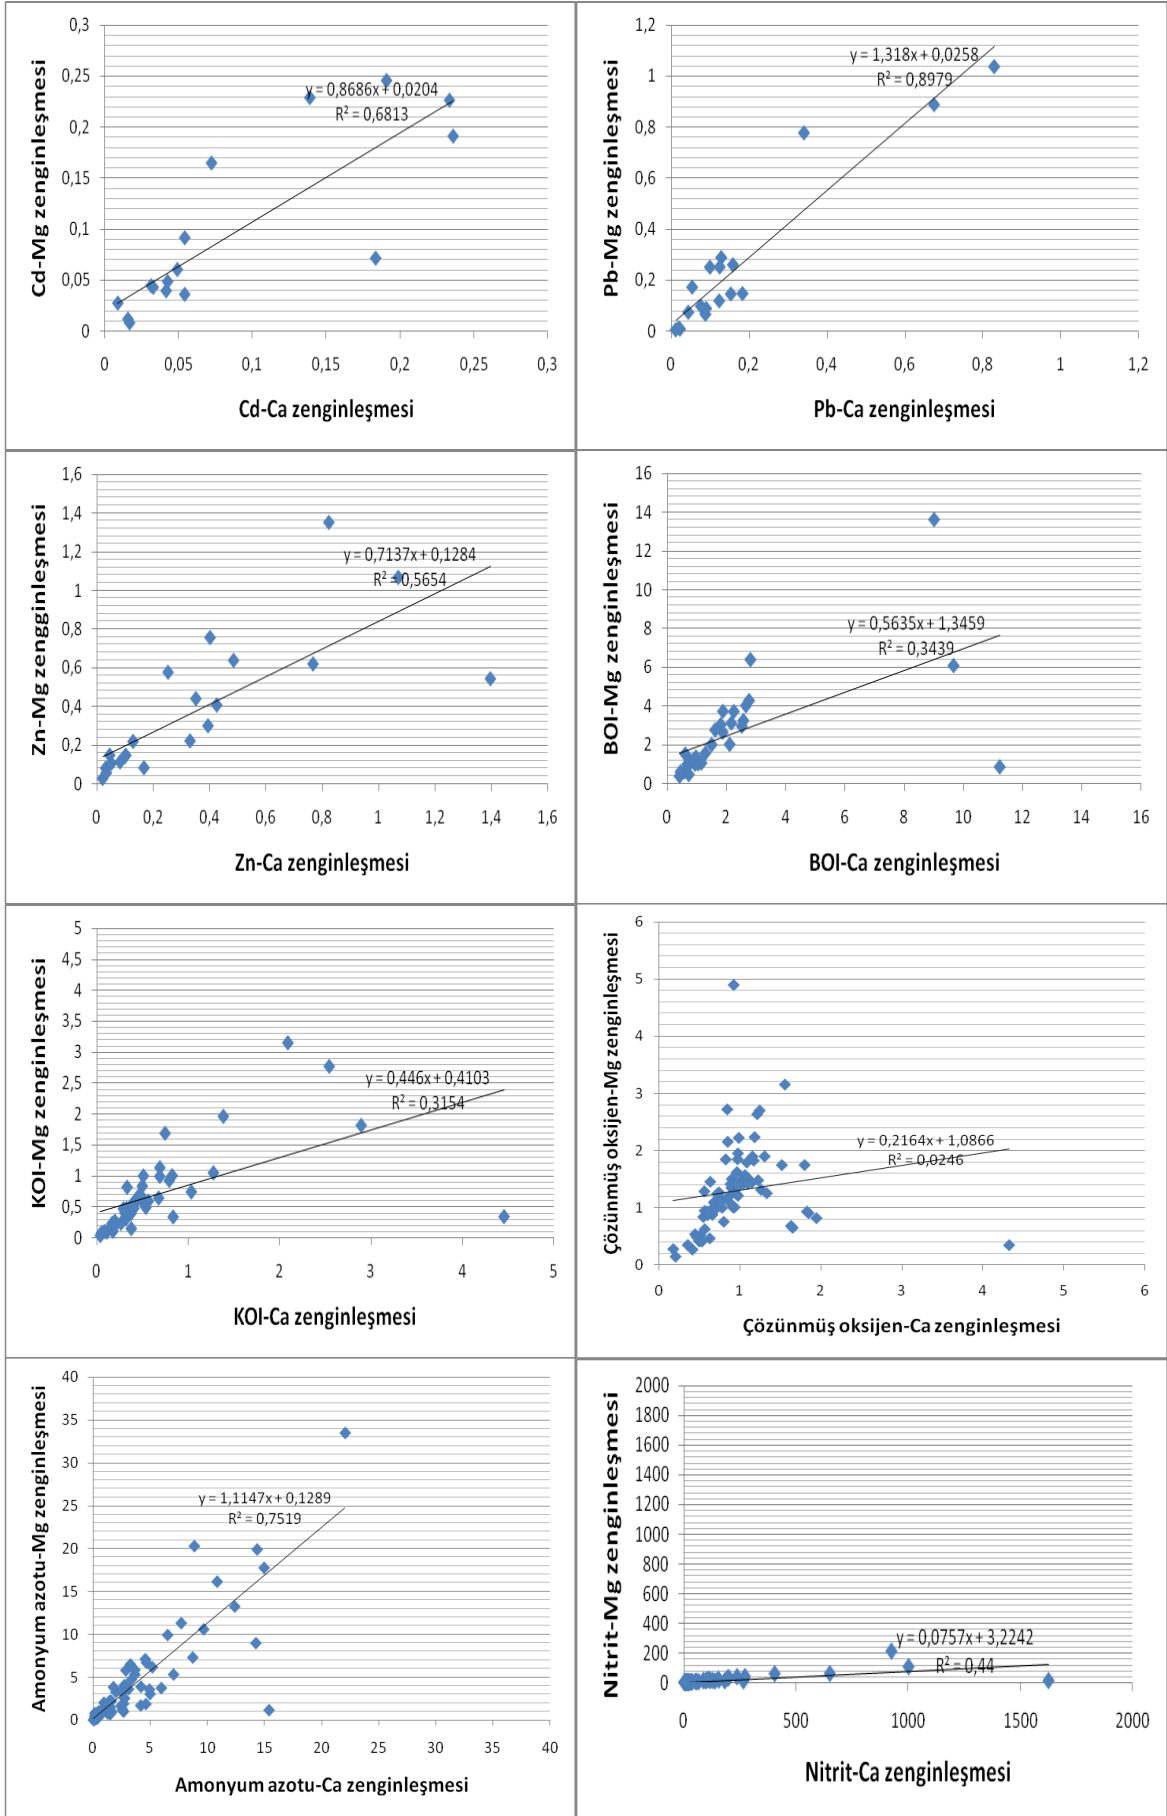 0,3
0,25
0,2
0,15
0,1
0,05
0
y = 0,8686x + 0,0204
R² = 0,6813
0 0,05 0,1 0,15 0,2 0,25 0,3
Cd-Mg zenginleşmesi
Cd-Ca zenginleşmesi
1,2
1
0,8
0,6
0,4
0,2
0
y = 1,318x + 0,0258
R² = 0,8979
0 0,2 0,4 0,6 0,8 1 1,2
Pb-Mg zenginleşmesi
Pb-Ca zenginleşmesi
1,6
1,4
1,2
1
0,8
0,6
0,4
0,2
0
y = 0,7137x + 0,1284
R² = 0,5654
0 0,2 0,4 0,6 0,8 1 1,2 1,4 1,6
Zn-Mg zengginleşmesi
Zn-Ca zenginleşmesi
16
14
12
10
8
6
4
2
0
y = 0,5635x + 1,3459
R² = 0,3439
0 2 4 6 8 10 12 14 16
BOI-Mg zenginleşmesi
BOI-Ca zenginleşmesi
5
4,5
4
3,5
3
2,5
2
1,5
1
0,5
0
y = 0,446x + 0,4103
R² = 0,3154
0 1 2 3 4 5
KOI-Mg zenginleşmesi
KOI-Ca zenginleşmesi
6
5
4
3
2
1
0
y = 0,2164x + 1,0866
R² = 0,0246
0 1 2 3 4 5 6
Çözünmüş oksijen-Mg zenginleşmesi
Çözünmüş oksijen-Ca zenginleşmesi
40
35
30
25
20
15
10
5
0
y = 1,1147x + 0,1289
R² = 0,7519
0 5 10 15 20 25 30 35 40
Amonyum azotu-Mg zenginleşmesi
Amonyum azotu-Ca zenginleşmesi
2000
1800
1600
1400
1200
1000
800
600
400
200
0
y = 0,0757x + 3,2242
R² = 0,44
0 500 1000 1500 2000
Nitrit-Mg zenginleşmesi
Nitrit-Ca zenginleşmesi